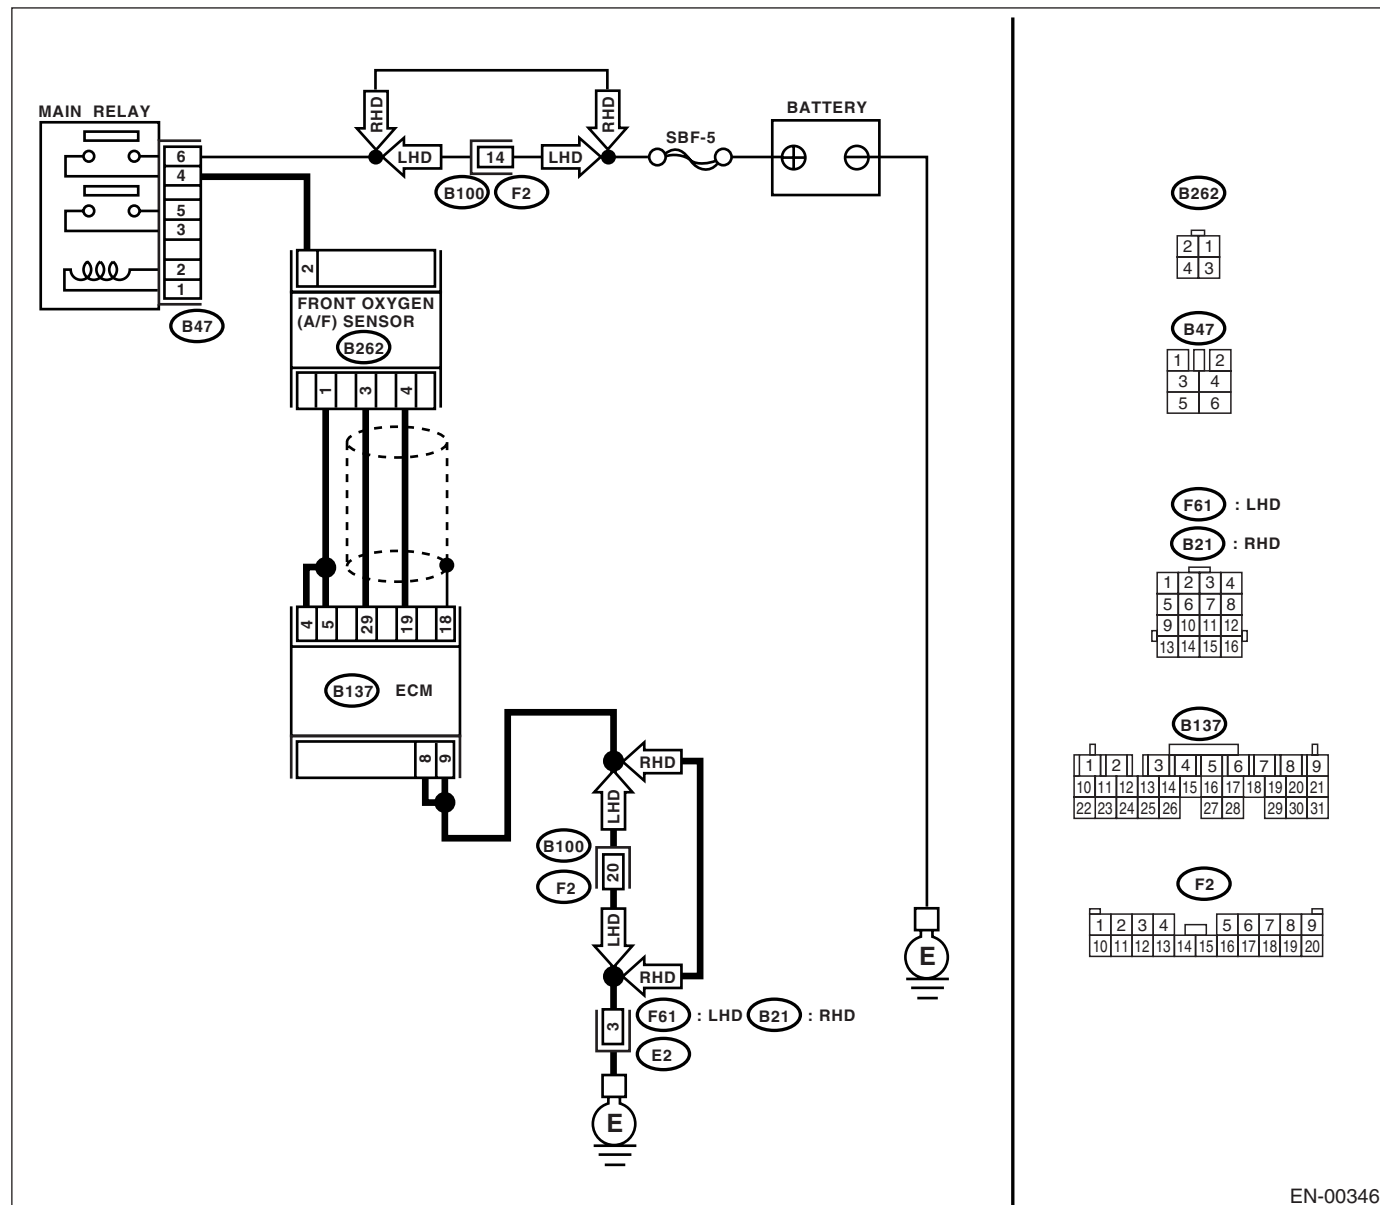 MAIN RELAY
6
4
5
3
2
1
B47
RHD
RHD
LHD
14
LHD
B100
F2
SBF-5
BATTERY
2
FRONT OXYGEN
(A/F) SENSOR
B262
1
3
4
4
5
29
19
18
B137
ECM
8
9
RHD
LHD
B100
20
F2
LHD
RHD
3
F61 : LHD B21 : RHD
E2
E
E
B262
2 1
4 3
B47
1 2
3 4
5 6
F61 : LHD
B21 : RHD
1 2 3 4
5 6 7 8
9 10 11 12
13 14 15 16
B137
1 2 3 4 5 6 7 8 9
10 11 12 13 14 15 16 17 18 19 20 21
22 23 24 25 26 27 28 29 30 31
F2
1 2 3 4 5 6 7 8 9
10 11 12 13 14 15 16 17 18 19 20
EN-00346